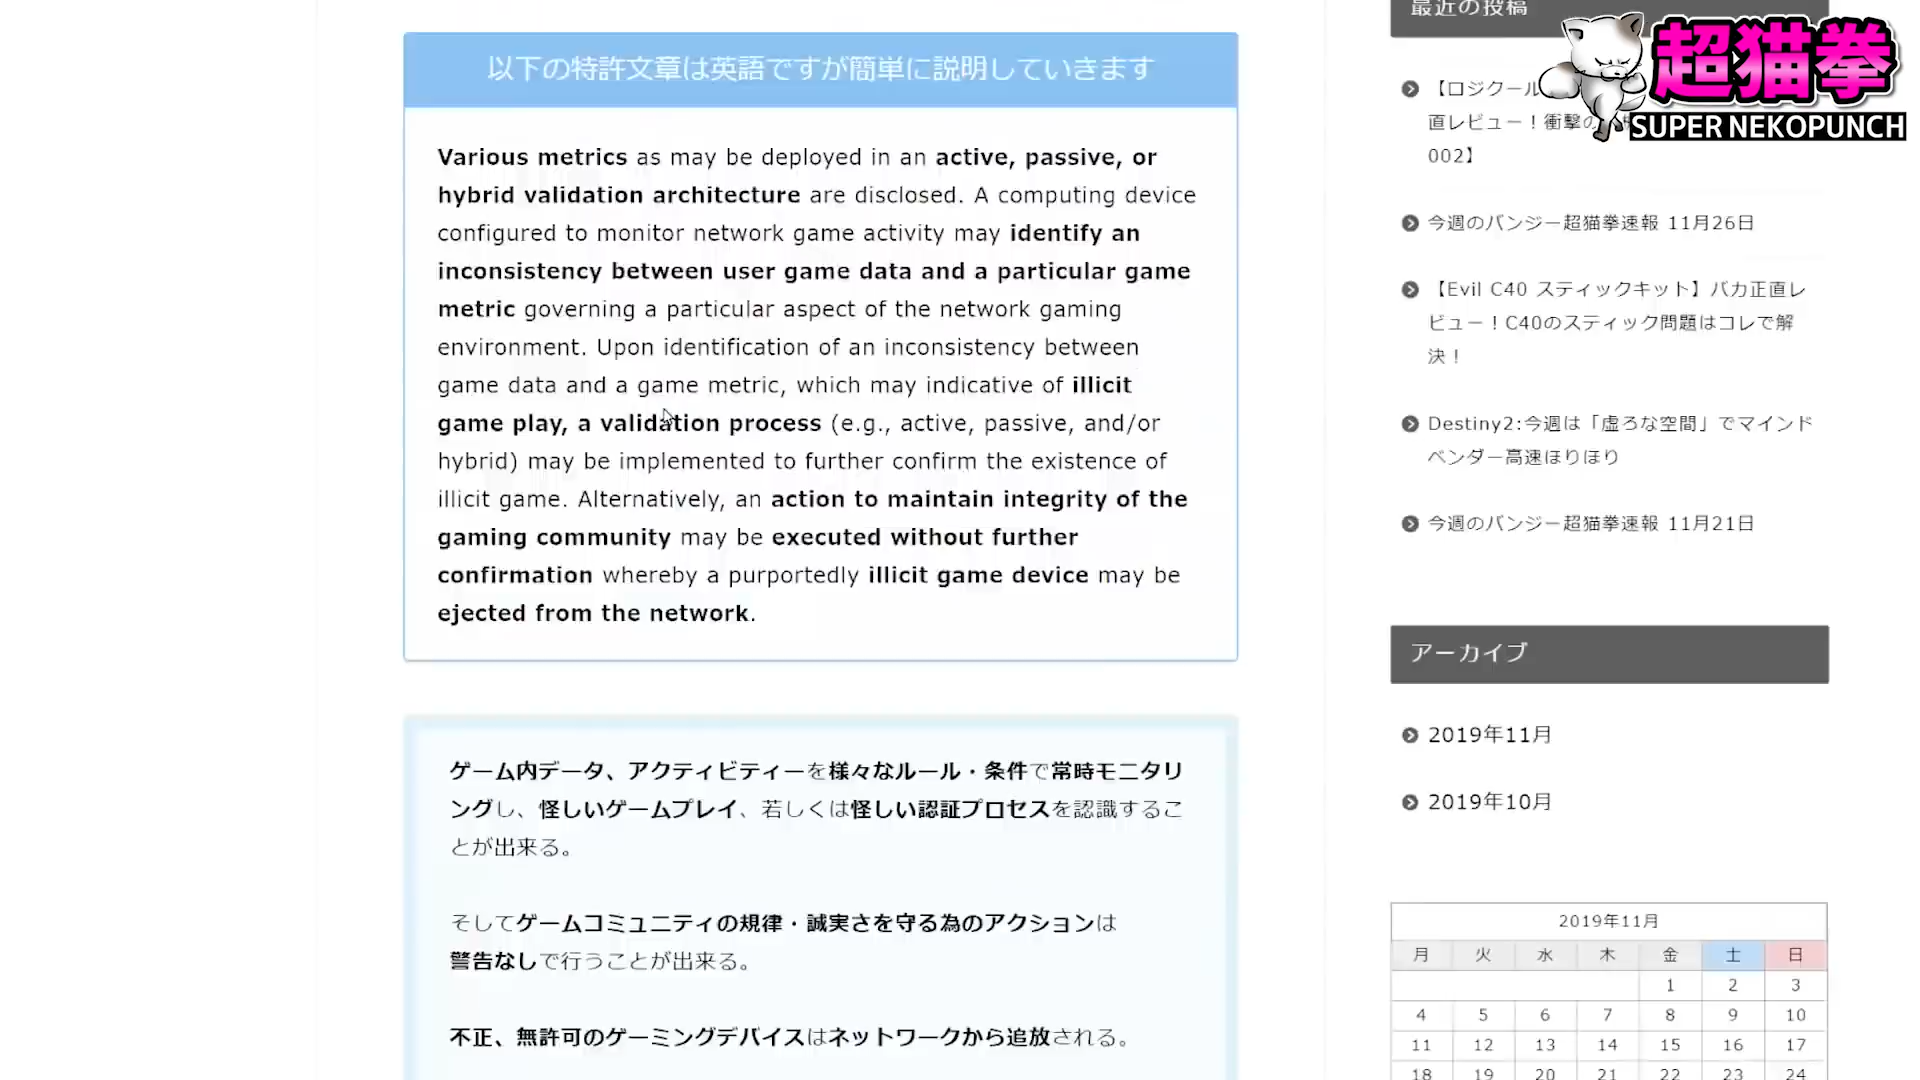 以下の特許文章は英語ですが簡単に説明していきます
Various metrics as may be deployed in an active, passive, or
hybrid validation architecture are disclosed. A computing device
configured to monitor network game activity may identify an
inconsistency between user game data and a particular game
metric governing a particular aspect of the network gaming
environment. Upon identification of an inconsistency between
game data and a game metric, which may indicative of illicit
game play, a validation process (e.g., active, passive, and/or
hybrid) may be implemented to further confirm the existence of
illicit game. Alternatively, an action to maintain integrity of the
gaming community may be executed without further
confirmation whereby a purportedly illicit game device may be
ejected from the network.
ゲーム内データ、アクティビティーを様々なルール・条件で常時モニタリ
ングし、怪しいゲームプレイ、若しくは怪しい認証プロセスを認識するこ
とが出来る。
そしてゲームコミュニティの規律・誠実さを守る為のアクションは
警告なしで行うことが出来る。
不正、無許可のゲーミングデバイスはネットワークから追放される。
最近の投稿
超猫拳
SUPER NEKOPUNCH
【ロジクール
直レビュー！衝撃の
002】
今週のバンジー超猫拳速報 11月26日
【Evil C40 スティックキット】バカ正直レ
ビュー！C40のスティック問題はコレで解
決！
Destiny2:今週は「虚ろな空間」でマインド
ベンダー高速ほりほり
今週のバンジー超猫拳速報 11月21日
アーカイブ
2019年11月
2019年10月
2019年11月
月 火 水 木 金 土 日
1 2 3
4 5 6 7 8 9 10
11 12 13 14 15 16 17
18 19 20 21 22 23 24